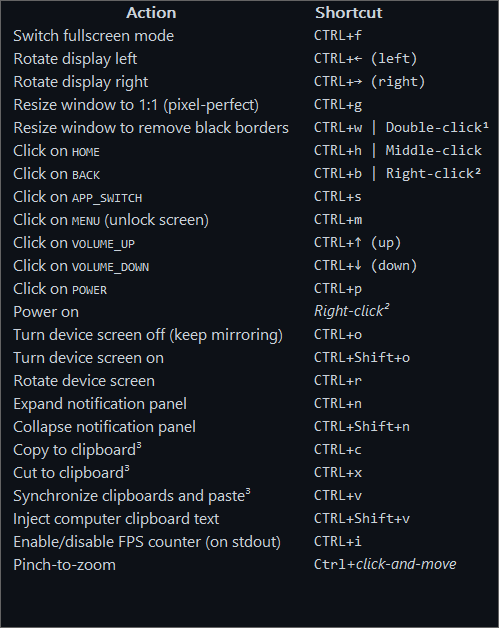 Action Shortcut
Switch fullscreen mode CTRL+f
Rotate display left CTRL+← (left)
Rotate display right CTRL+→ (right)
Resize window to 1:1 (pixel-perfect) CTRL+g
Resize window to remove black borders CTRL+w | Double-click¹
Click on HOME CTRL+h | Middle-click
Click on BACK CTRL+b | Right-click²
Click on APP_SWITCH CTRL+s
Click on MENU (unlock screen) CTRL+m
Click on VOLUME_UP CTRL+↑ (up)
Click on VOLUME_DOWN CTRL+↓ (down)
Click on POWER CTRL+p
Power on Right-click²
Turn device screen off (keep mirroring) CTRL+o
Turn device screen on CTRL+Shift+o
Rotate device screen CTRL+r
Expand notification panel CTRL+n
Collapse notification panel CTRL+Shift+n
Copy to clipboard³ CTRL+c
Cut to clipboard³ CTRL+x
Synchronize clipboards and paste³ CTRL+v
Inject computer clipboard text CTRL+Shift+v
Enable/disable FPS counter (on stdout) CTRL+i
Pinch-to-zoom Ctrl+click-and-move